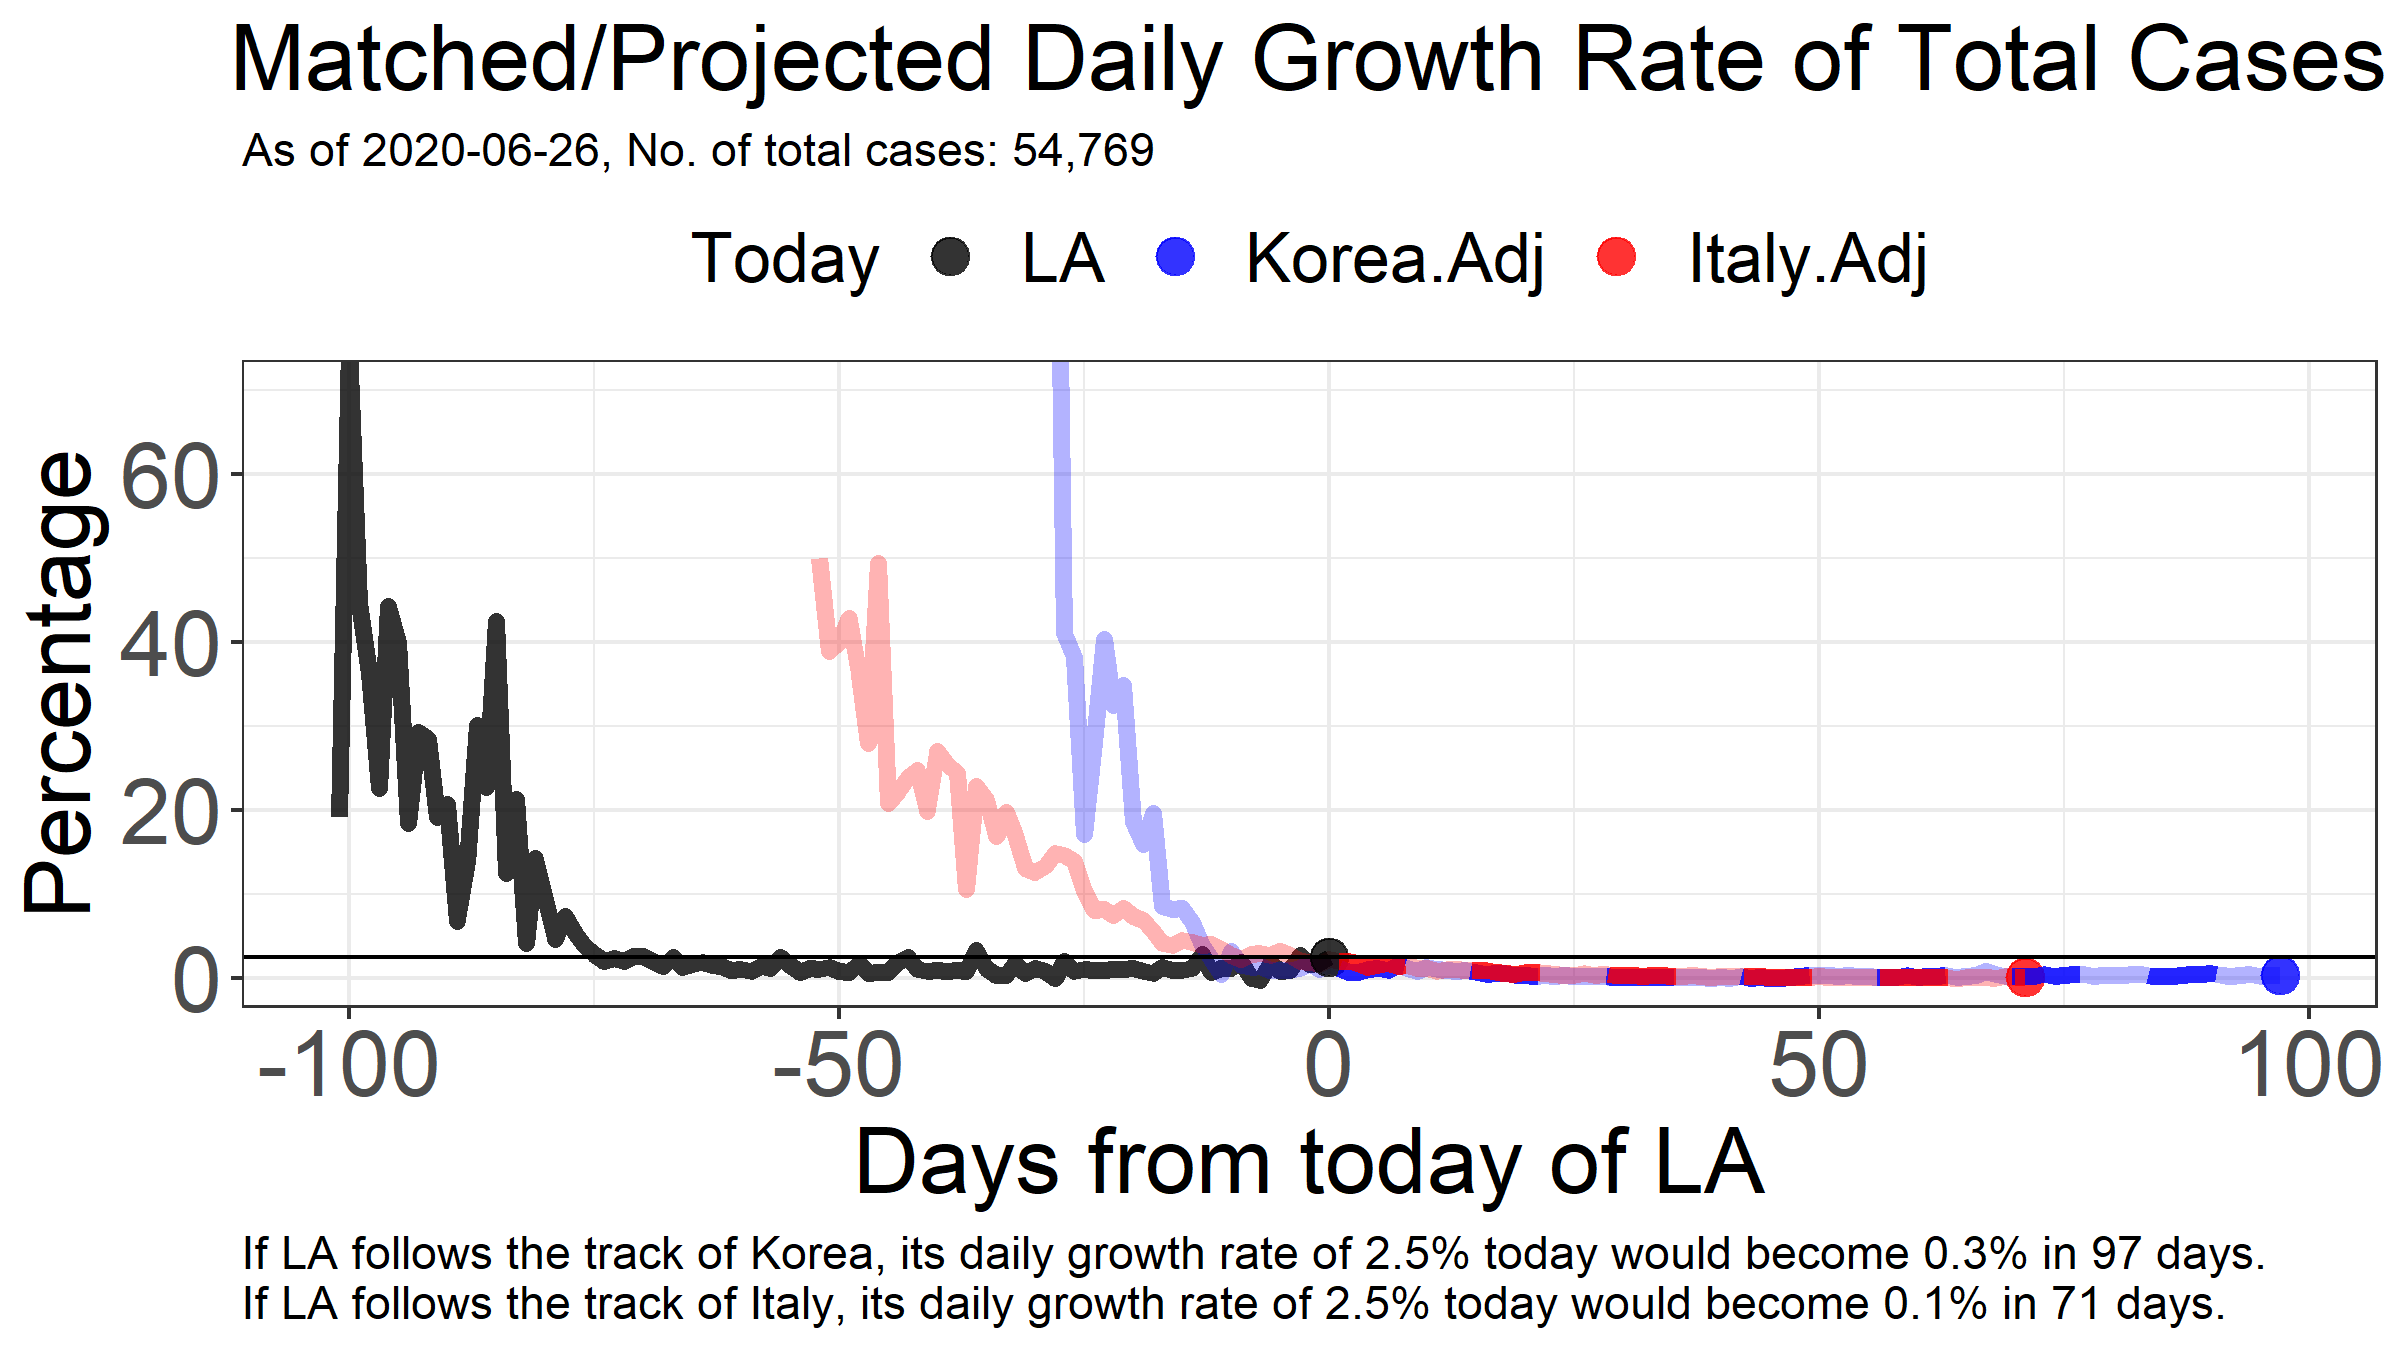 Matched/Projected Daily Growth Rate of Total Cases
As of 2020-06-26, No. of total cases: 54,769
Today LA Korea.Adj Italy.Adj
Percentage
60
40
20
0
-100 -50 0 50 100
Days from today of LA
If LA follows the track of Korea, its daily growth rate of 2.5% today would become 0.3% in 97 days.
If LA follows the track of Italy, its daily growth rate of 2.5% today would become 0.1% in 71 days.